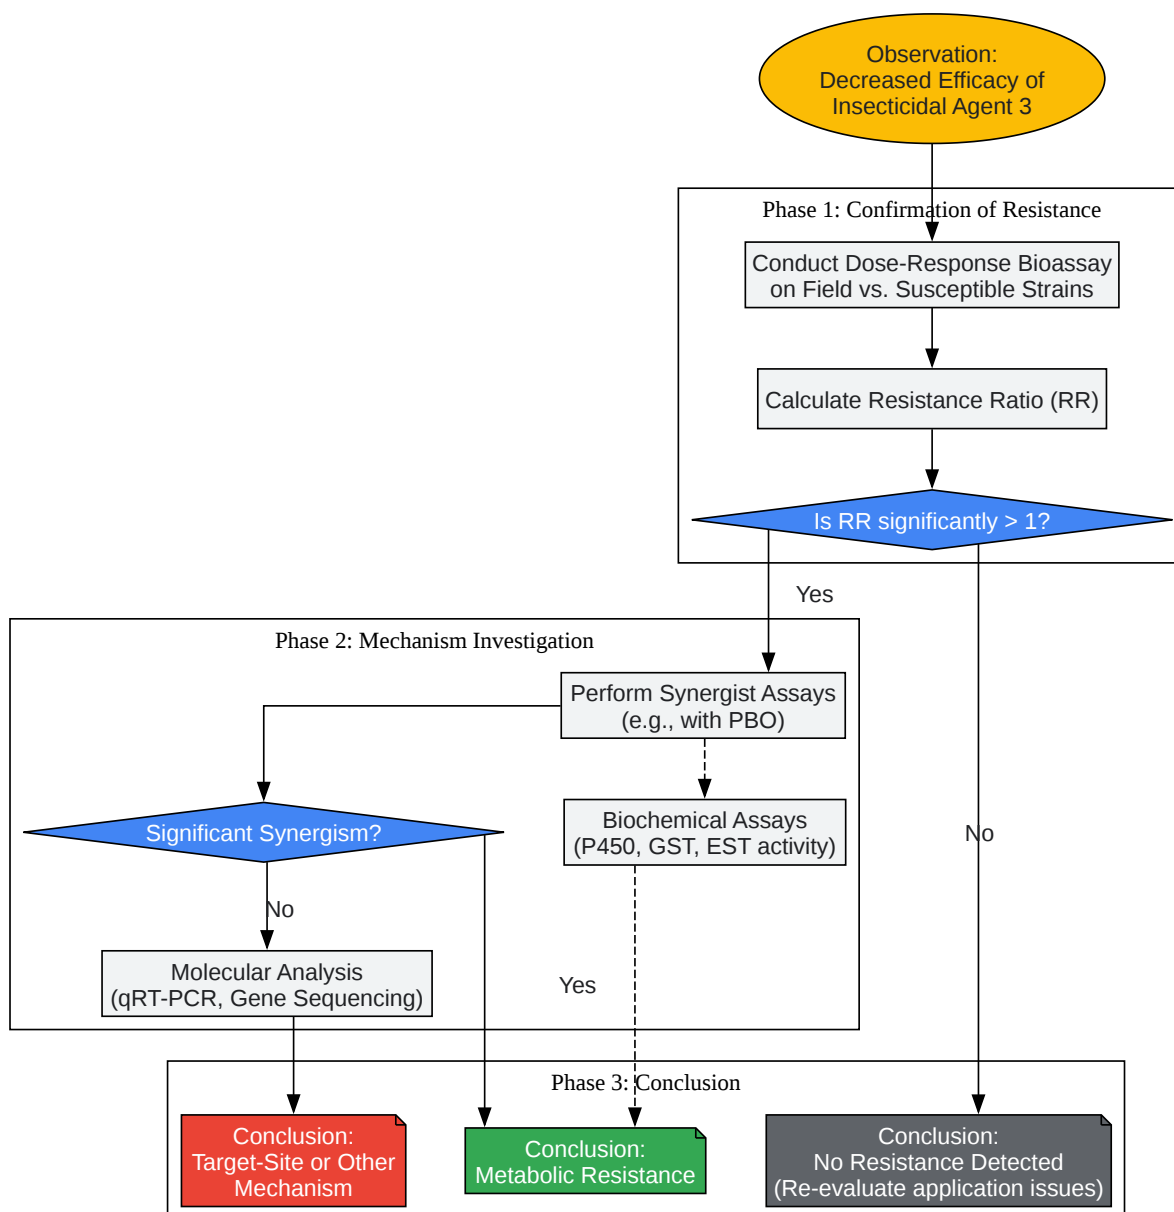 Observation:
Decreased Efficacy of
Insecticidal Agent 3
Phase 1: Confirmation of Resistance
Conduct Dose-Response Bioassay
on Field vs. Susceptible Strains
Calculate Resistance Ratio (RR)
Is RR significantly > 1?
Yes
Phase 2: Mechanism Investigation
Perform Synergist Assays
(e.g., with PBO)
Significant Synergism?
Biochemical Assays
(P450, GST, EST activity)
No
No
Molecular Analysis
(qRT-PCR, Gene Sequencing)
Yes
Phase 3: Conclusion
Conclusion:
Target-Site or Other
Mechanism
Conclusion:
Metabolic Resistance
Conclusion:
No Resistance Detected
(Re-evaluate application issues)